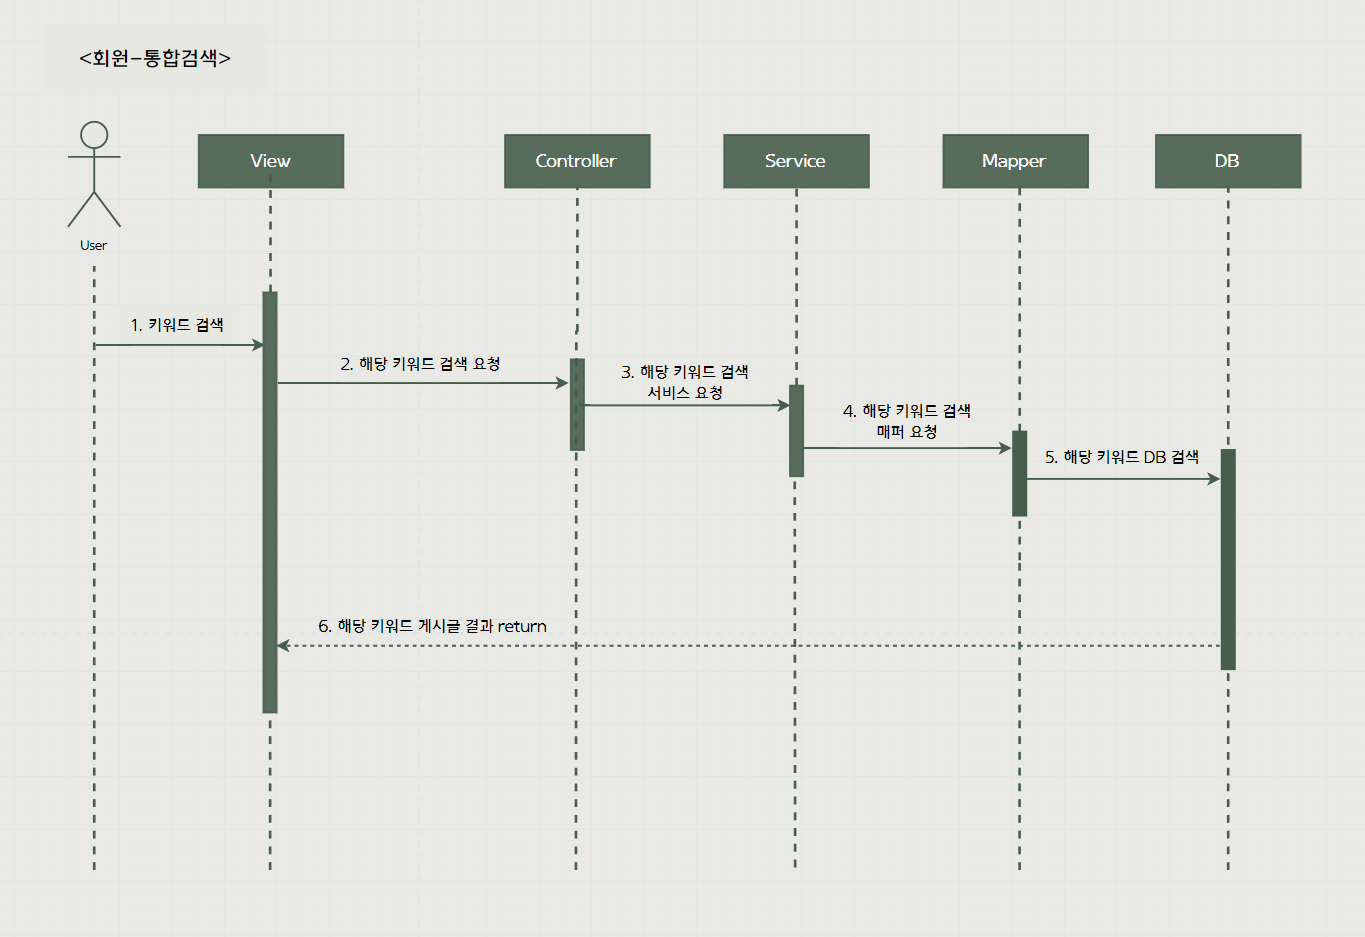 <회원-통합검색>
View
Controller
Service
Mapper
DB
User
1. 키워드 검색
2. 해당 키워드 검색 요청
3. 해당 키워드 검색
서비스 요청
4. 해당 키워드 검색
매퍼 요청
5. 해당 키워드 DB 검색
6. 해당 키워드 게시글 결과 return